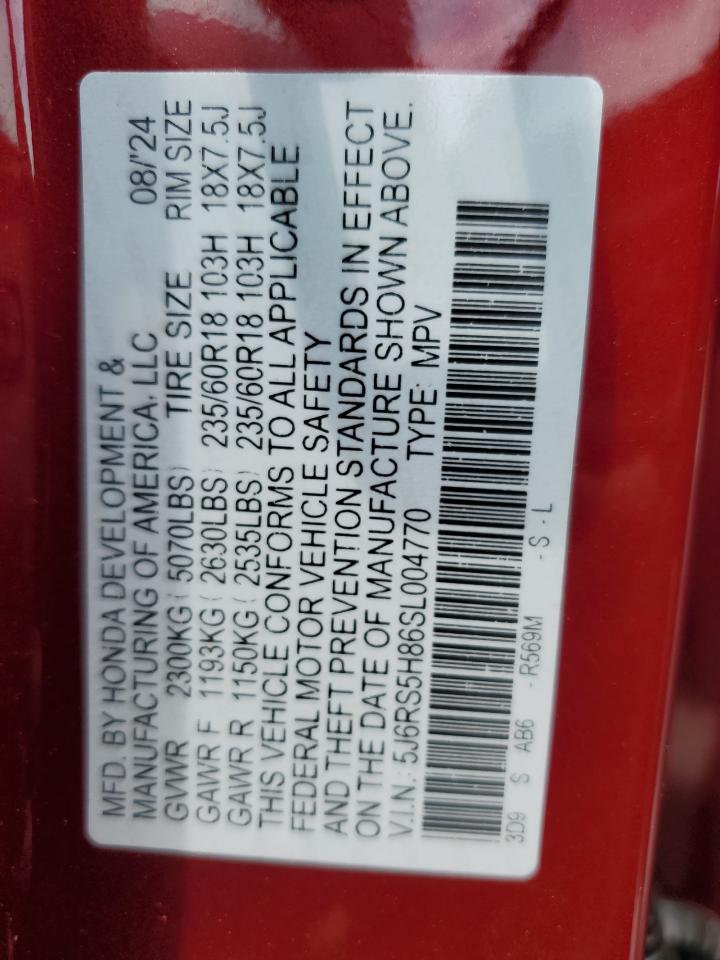 MFD. BY HONDA DEVELOPMENT &
MANUFACTURING OF AMERICA, LLC 08/'24
GVWR 2300KG (5070LBS) TIRE SIZE RIM SIZE
GAWR F 1193KG (2630LBS) 235/60R18 103H 18X7.5J
GAWR R 1150KG (2535LBS) 235/60R18 103H 18X7.5J
THIS VEHICLE CONFORMS TO ALL APPLICABLE
FEDERAL MOTOR VEHICLE SAFETY
AND THEFT PREVENTION STANDARDS IN EFFECT
ON THE DATE OF MANUFACTURE SHOWN ABOVE.
V.I.N.: 5J6RS5H86SL004770 TYPE: MPV
3D9 S AB6 -R569M -S-L